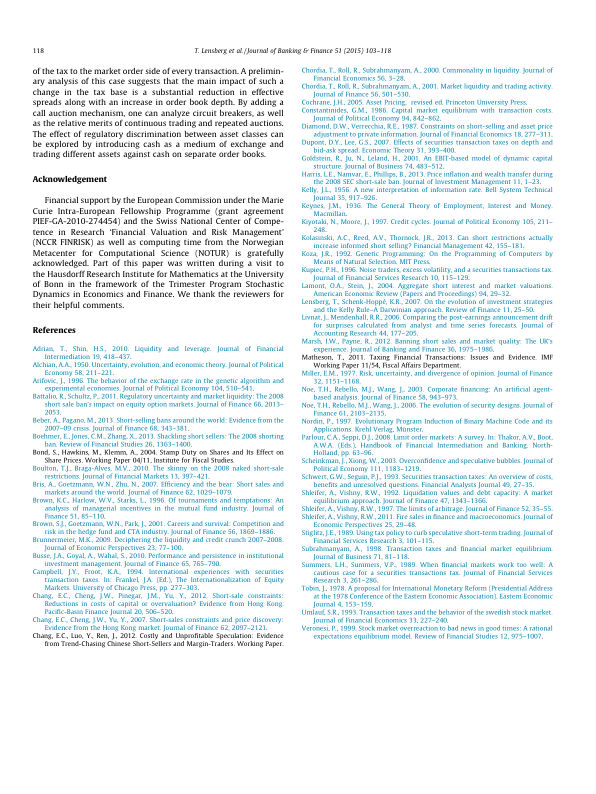 118
T. Lensberg et al. / Journal of Banking & Finance 51 (2015) 103–118
of the tax to the market order side of every transaction. A prelimin-
ary analysis of this case suggests that the main impact of such a
change in the tax base is a substantial reduction in effective
spreads along with an increase in order book depth. By adding a
call auction mechanism, one can analyze circuit breakers, as well
as the relative merits of continuous trading and repeated auctions.
The effect of regulatory discrimination between asset classes can
be explored by introducing cash as a medium of exchange and
trading different assets against cash on separate order books.
Acknowledgement
Financial support by the European Commission under the Marie
Curie Intra-European Fellowship Programme (grant agreement
PIEF-GA-2010-274454) and the Swiss National Center of Compe-
tence in Research 'Financial Valuation and Risk Management'
(NCCR FINRISK) as well as computing time from the Norwegian
Metacenter for Computational Science (NOTUR) is gratefully
acknowledged. Part of this paper was written during a visit to
the Hausdorff Research Institute for Mathematics at the University
of Bonn in the framework of the Trimester Program Stochastic
Dynamics in Economics and Finance. We thank the reviewers for
their helpful comments.
References
Adrian, T., Shin, H.S., 2010. Liquidity and leverage. Journal of Financial
Intermediation 19, 418–437.
Alchian, A.A., 1950. Uncertainty, evolution, and economic theory. Journal of Political
Economy 58, 211–221.
Arifovic, J., 1996. The behavior of the exchange rate in the genetic algorithm and
experimental economies. Journal of Political Economy 104, 510–541.
Battalio, R., Schultz, P., 2011. Regulatory uncertainty and market liquidity: The 2008
short sale ban's impact on equity option markets. Journal of Finance 66, 2013–
2053.
Beber, A., Pagano, M., 2013. Short-selling bans around the world: Evidence from the
2007–09 crisis. Journal of Finance 68, 343–381.
Boehmer, E., Jones, C.M., Zhang, X., 2013. Shackling short sellers: The 2008 shorting
ban. Review of Financial Studies 26, 1363–1400.
Bond, S., Hawkins, M., Klemm, A., 2004. Stamp Duty on Shares and Its Effect on
Share Prices. Working Paper 04/11, Institute for Fiscal Studies.
Boulton, T.J., Braga-Alves, M.V., 2010. The skinny on the 2008 naked short-sale
restrictions. Journal of Financial Markets 13, 397–421.
Bris, A., Goetzmann, W.N., Zhu, N., 2007. Efficiency and the bear: Short sales and
markets around the world. Journal of Finance 62, 1029–1079.
Brown, K.C., Harlow, W.V., Starks, L., 1996. Of tournaments and temptations: An
analysis of managerial incentives in the mutual fund industry. Journal of
Finance 51, 85–110.
Brown, S.J., Goetzmann, W.N., Park, J., 2001. Careers and survival: Competition and
risk in the hedge fund and CTA industry. Journal of Finance 56, 1869–1886.
Brunnermeier, M.K., 2009. Deciphering the liquidity and credit crunch 2007–2008.
Journal of Economic Perspectives 23, 77–100.
Busse, J.A., Goyal, A., Wahal, S., 2010. Performance and persistence in institutional
investment management. Journal of Finance 65, 765–790.
Campbell, J.Y., Froot, K.A., 1994. International experiences with securities
transaction taxes. In: Frankel, J.A. (Ed.), The Internationalization of Equity
Markets. University of Chicago Press, pp. 277–303.
Chang, E.C., Cheng, J.W., Pinegar, J.M., Yu, Y., 2012. Short-sale constraints:
Reductions in costs of capital or overvaluation? Evidence from Hong Kong.
Pacific-Basin Finance Journal 20, 506–520.
Chang, E.C., Cheng, J.W., Yu, Y., 2007. Short-sales constraints and price discovery:
Evidence from the Hong Kong market. Journal of Finance 62, 2097–2121.
Chang, E.C., Luo, Y., Ren, J., 2012. Costly and Unprofitable Speculation: Evidence
from Trend-Chasing Chinese Short-Sellers and Margin-Traders. Working Paper.
Chordia, T., Roll, R., Subrahmanyam, A., 2000. Commonality in liquidity. Journal of
Financial Economics 56, 3–28.
Chordia, T., Roll, R., Subrahmanyam, A., 2001. Market liquidity and trading activity.
Journal of Finance 56, 501–530.
Cochrane, J.H., 2005. Asset Pricing, revised ed. Princeton University Press.
Constantinides, G.M., 1986. Capital market equilibrium with transaction costs.
Journal of Political Economy 94, 842–862.
Diamond, D.W., Verrecchia, R.E., 1987. Constraints on short-selling and asset price
adjustment to private information. Journal of Financial Economics 18, 277–311.
Dupont, D.Y., Lee, G.S., 2007. Effects of securities transaction taxes on depth and
bid-ask spread. Economic Theory 31, 393–400.
Goldstein, R., Ju, N., Leland, H., 2001. An EBIT-based model of dynamic capital
structure. Journal of Business 74, 483–512.
Harris, L.E., Namvar, E., Phillips, B., 2013. Price inflation and wealth transfer during
the 2008 SEC short-sale ban. Journal of Investment Management 11, 1–23.
Kelly, J.L., 1956. A new interpretation of information rate. Bell System Technical
Journal 35, 917–926.
Keynes, J.M., 1936. The General Theory of Employment, Interest and Money.
Macmillan.
Kiyotaki, N., Moore, J., 1997. Credit cycles. Journal of Political Economy 105, 211–
248.
Kolasinski, A.C., Reed, A.V., Thornock, J.R., 2013. Can short restrictions actually
increase informed short selling? Financial Management 42, 155–181.
Koza, J.R., 1992. Genetic Programming: On the Programming of Computers by
Means of Natural Selection. MIT Press.
Kupiec, P.H., 1996. Noise traders, excess volatility, and a securities transactions tax.
Journal of Financial Services Research 10, 115–129.
Lamont, O.A., Stein, J., 2004. Aggregate short interest and market valuations.
American Economic Review (Papers and Proceedings) 94, 29–32.
Lensberg, T., Schenk-Hoppé, K.R., 2007. On the evolution of investment strategies
and the Kelly Rule–A Darwinian approach. Review of Finance 11, 25–50.
Livnat, J., Mendenhall, R.R., 2006. Comparing the post-earnings announcement drift
for surprises calculated from analyst and time series forecasts. Journal of
Accounting Research 44, 177–205.
Marsh, I.W., Payne, R., 2012. Banning short sales and market quality: The UK's
experience. Journal of Banking and Finance 36, 1975–1986.
Matheson, T., 2011. Taxing Financial Transactions: Issues and Evidence. IMF
Working Paper 11/54, Fiscal Affairs Department.
Miller, E.M., 1977. Risk, uncertainty, and divergence of opinion. Journal of Finance
32, 1151–1168.
Noe, T.H., Rebello, M.J., Wang, J., 2003. Corporate financing: An artificial agent-
based analysis. Journal of Finance 58, 943–973.
Noe, T.H., Rebello, M.J., Wang, J., 2006. The evolution of security designs. Journal of
Finance 61, 2103–2135.
Nordin, P., 1997. Evolutionary Program Induction of Binary Machine Code and its
Applications. Krehl Verlag, Münster.
Parlour, C.A., Seppi, D.J., 2008. Limit order markets: A survey. In: Thakor, A.V., Boot,
A.W.A. (Eds.), Handbook of Financial Intermediation and Banking. North-
Holland, pp. 63–96.
Scheinkman, J., Xiong, W., 2003. Overconfidence and speculative bubbles. Journal of
Political Economy 111, 1183–1219.
Schwert, G.W., Seguin, P.J., 1993. Securities transaction taxes: An overview of costs,
benefits and unresolved questions. Financial Analysts Journal 49, 27–35.
Shleifer, A., Vishny, R.W., 1992. Liquidation values and debt capacity: A market
equilibrium approach. Journal of Finance 47, 1343–1366.
Shleifer, A., Vishny, R.W., 1997. The limits of arbitrage. Journal of Finance 52, 35–55.
Shleifer, A., Vishny, R.W., 2011. Fire sales in finance and macroeconomics. Journal of
Economic Perspectives 25, 29–48.
Stiglitz, J.E., 1989. Using tax policy to curb speculative short-term trading. Journal of
Financial Services Research 3, 101–115.
Subrahmanyam, A., 1998. Transaction taxes and financial market equilibrium.
Journal of Business 71, 81–118.
Summers, L.H., Summers, V.P., 1989. When financial markets work too well: A
cautious case for a securities transactions tax. Journal of Financial Services
Research 3, 261–286.
Tobin, J., 1978. A proposal for International Monetary Reform (Presidential Address
at the 1978 Conference of the Eastern Economic Association). Eastern Economic
Journal 4, 153–159.
Umlauf, S.R., 1993. Transaction taxes and the behavior of the swedish stock market.
Journal of Financial Economics 33, 227–240.
Veronesi, P., 1999. Stock market overreaction to bad news in good times: A rational
expectations equilibrium model. Review of Financial Studies 12, 975–1007.